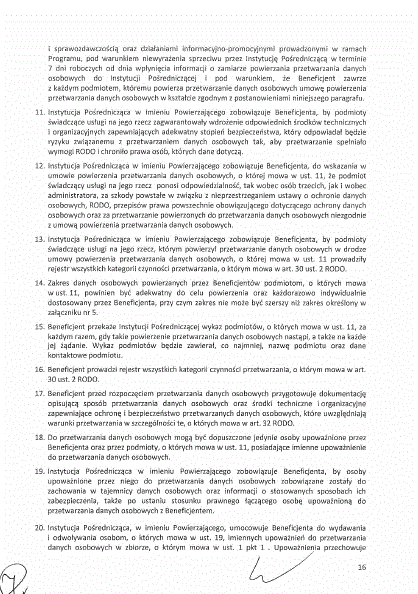 i sprawozdawczością oraz działaniami informacyjno-promocyjnymi prowadzonymi w ramach
Programu, pod warunkiem niewyrażenia sprzeciwu przez Instytucję Pośredniczącą w terminie
7 dni roboczych od dnia wpłynięcia informacji o zamiarze powierzania przetwarzania danych
osobowych do Instytucji Pośredniczącej i pod warunkiem, że Beneficjent zawrze
z każdym podmiotem, któremu powierza przetwarzanie danych osobowych umowę powierzenia
przetwarzania danych osobowych w kształcie zgodnym z postanowieniami niniejszego paragrafu.
11. Instytucja Pośrednicząca w imieniu Powierzającego zobowiązuje Beneficjenta, by podmioty
świadczące usługi na jego rzecz zagwarantowały wdrożenie odpowiednich środków technicznych
i organizacyjnych zapewniających adekwatny stopień bezpieczeństwa, który odpowiadał będzie
ryzyku związanemu z przetwarzaniem danych osobowych tak, aby przetwarzanie spełniało
wymogi RODO i chroniło prawa osób, których dane dotyczą.
12. Instytucja Pośrednicząca w imieniu Powierzającego zobowiązuje Beneficjenta, do wskazania w
umowie powierzenia przetwarzania danych osobowych, o której mowa w ust. 11, że podmiot
świadczący usługi na jego rzecz ponosi odpowiedzialność, tak wobec osób trzecich, jak i wobec
administratora, za szkody powstałe w związku z nieprzestrzeganiem ustawy o ochronie danych
osobowych, RODO, przepisów prawa powszechnie obowiązującego dotyczącego ochrony danych
osobowych oraz za przetwarzanie powierzonych do przetwarzania danych osobowych niezgodnie
z umową powierzenia przetwarzania danych osobowych.
13. Instytucja Pośrednicząca w imieniu Powierzającego zobowiązuje Beneficjenta, by podmioty
świadczące usługi na jego rzecz, którym powierzył przetwarzanie danych osobowych w drodze
umowy powierzenia przetwarzania danych osobowych, o której mowa w ust. 11 prowadziły
rejestr wszystkich kategorii czynności przetwarzania, o którym mowa w art. 30 ust. 2 RODO.
14. Zakres danych osobowych powierzanych przez Beneficjentów podmiotom, o których mowa
w ust. 11, powinien być adekwatny do celu powierzenia oraz każdorazowo indywidualnie
dostosowany przez Beneficjenta, przy czym zakres nie może być szerszy niż zakres określony w
załączniku nr 5.
15. Beneficjent przekaże Instytucji Pośredniczącej wykaz podmiotów, o których mowa w ust. 11, za
każdym razem, gdy takie powierzenie przetwarzania danych osobowych nastąpi, a także na każde
jej żądanie. Wykaz podmiotów będzie zawierał, co najmniej, nazwę podmiotu oraz dane
kontaktowe podmiotu.
16. Beneficjent prowadzi rejestr wszystkich kategorii czynności przetwarzania, o którym mowa w art.
30 ust. 2 RODO.
17. Beneficjent przed rozpoczęciem przetwarzania danych osobowych przygotowuje dokumentację
opisującą sposób przetwarzania danych osobowych oraz środki techniczne i organizacyjne
zapewniające ochronę i bezpieczeństwo przetwarzanych danych osobowych, które uwzględniają
warunki przetwarzania w szczególności te, o których mowa w art. 32 RODO.
18. Do przetwarzania danych osobowych mogą być dopuszczone jedynie osoby upoważnione przez
Beneficjenta oraz przez podmioty, o których mowa w ust. 11, posiadające imienne upoważnienie
do przetwarzania danych osobowych.
19. Instytucja Pośrednicząca w imieniu Powierzającego zobowiązuje Beneficjenta, by osoby
upoważnione przez niego do przetwarzania danych osobowych zobowiązane zostały do
zachowania w tajemnicy danych osobowych oraz informacji o stosowanych sposobach ich
zabezpieczenia, także po ustaniu stosunku prawnego łączącego osobę upoważnioną do
przetwarzania danych osobowych z Beneficjentem.
20. Instytucja Pośrednicząca, w imieniu Powierzającego, umocowuje Beneficjenta do wydawania
i odwoływania osobom, o których mowa w ust. 19, imiennych upoważnień do przetwarzania
danych osobowych w zbiorze, o którym mowa w ust. 1 pkt 1 . Upoważnienia przechowuje
16